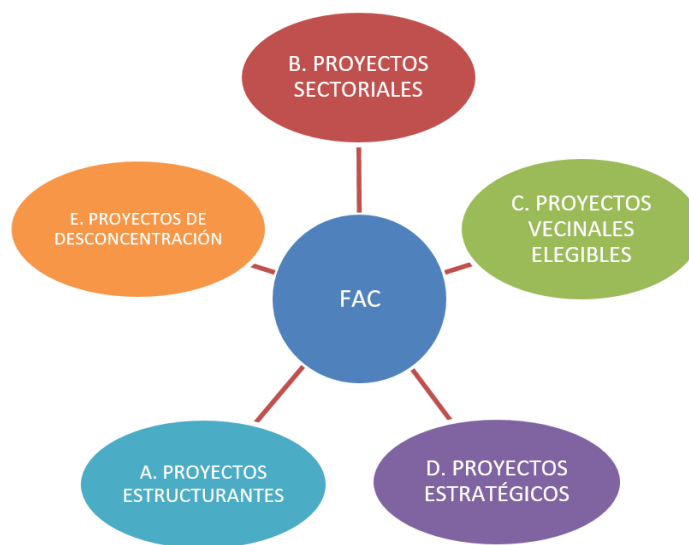 B. PROYECTOS
SECTORIALES
E. PROYECTOS DE
DESCONCENTRACIÓN
C. PROYECTOS
VECINALES
ELEGIBLES
FAC
A. PROYECTOS
ESTRUCTURANTES
D. PROYECTOS
ESTRATÉGICOS